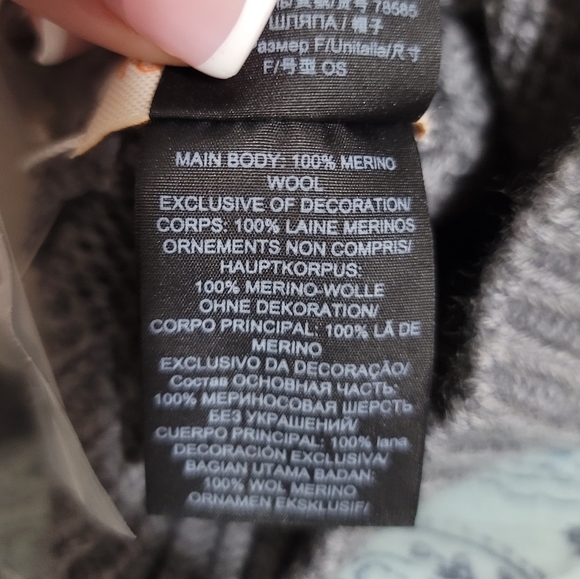 号 78585
ШЛЯПА / 帽子
размер F/Unitalla/尺寸
F/号型 OS
MAIN BODY: 100% MERINO
WOOL
EXCLUSIVE OF DECORATION/
CORPS: 100% LAINE MERINOS
ORNEMENTS NON COMPRIS/
HAUPTKORPUS:
100% MERINO-WOLLE
OHNE DEKORATION/
CORPO PRINCIPAL: 100% LÃ DE
MERINO
EXCLUSIVO DA DECORAÇÃO/
Состав ОСНОВНАЯ ЧАСТЬ:
100% МЕРИНОСОВАЯ ШЕРСТЬ
БЕЗ УКРАШЕНИЙ/
CUERPO PRINCIPAL: 100% lana
DECORACIÓN EXCLUSIVA/
BAGIAN UTAMA BADAN:
100% WOL MERINO
ORNAMEN EKSKLUSIF/